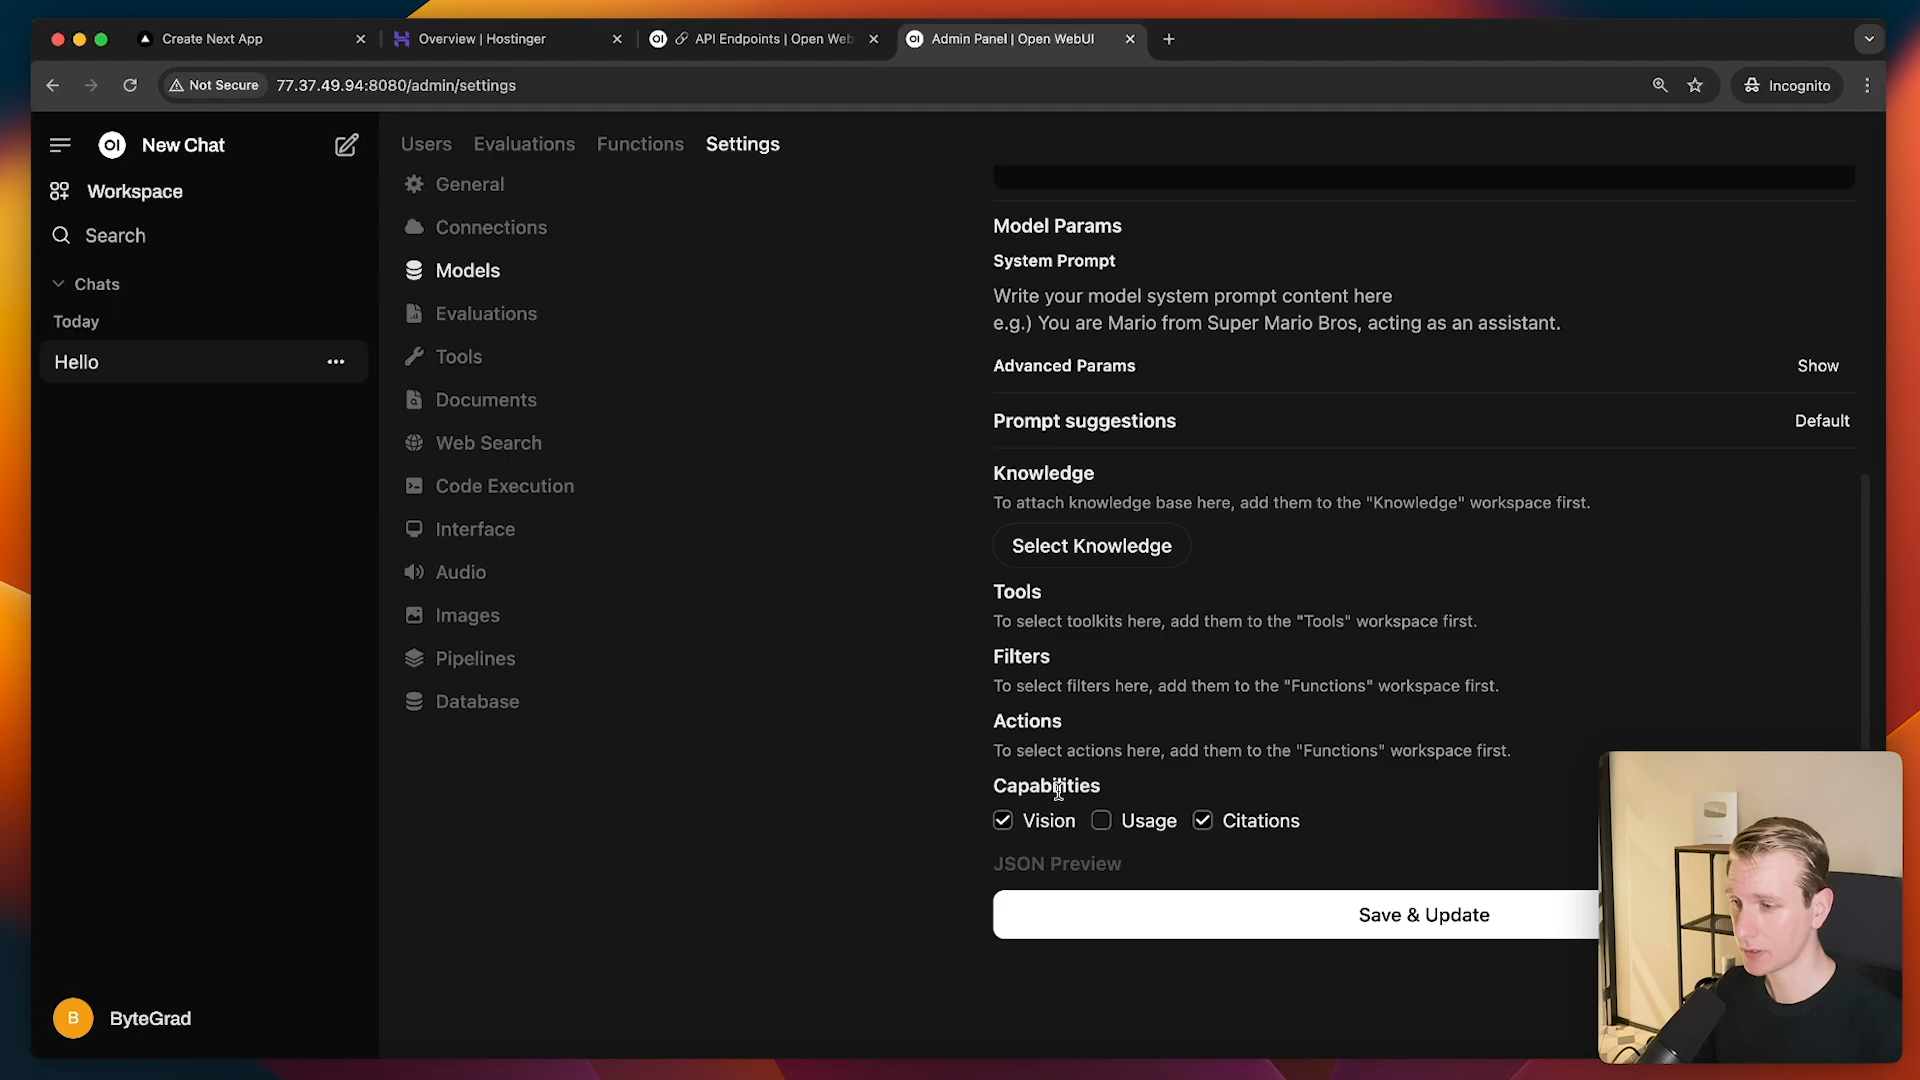 Create Next App
Overview | Hostinger
API Endpoints | Open Web
Admin Panel | Open WebUI
Not Secure
77.37.49.94:8080/admin/settings
Incognito
OI
New Chat
Workspace
Search
Chats
Today
Hello
B
ByteGrad
Users
Evaluations
Functions
Settings
General
Connections
Models
Evaluations
Tools
Documents
Web Search
Code Execution
Interface
Audio
Images
Pipelines
Database
Model Params
System Prompt
Write your model system prompt content here
e.g.) You are Mario from Super Mario Bros, acting as an assistant.
Advanced Params
Show
Prompt suggestions
Default
Knowledge
To attach knowledge base here, add them to the "Knowledge" workspace first.
Select Knowledge
Tools
To select toolkits here, add them to the "Tools" workspace first.
Filters
To select filters here, add them to the "Functions" workspace first.
Actions
To select actions here, add them to the "Functions" workspace first.
Capabilities
Vision
Usage
Citations
JSON Preview
Save & Update